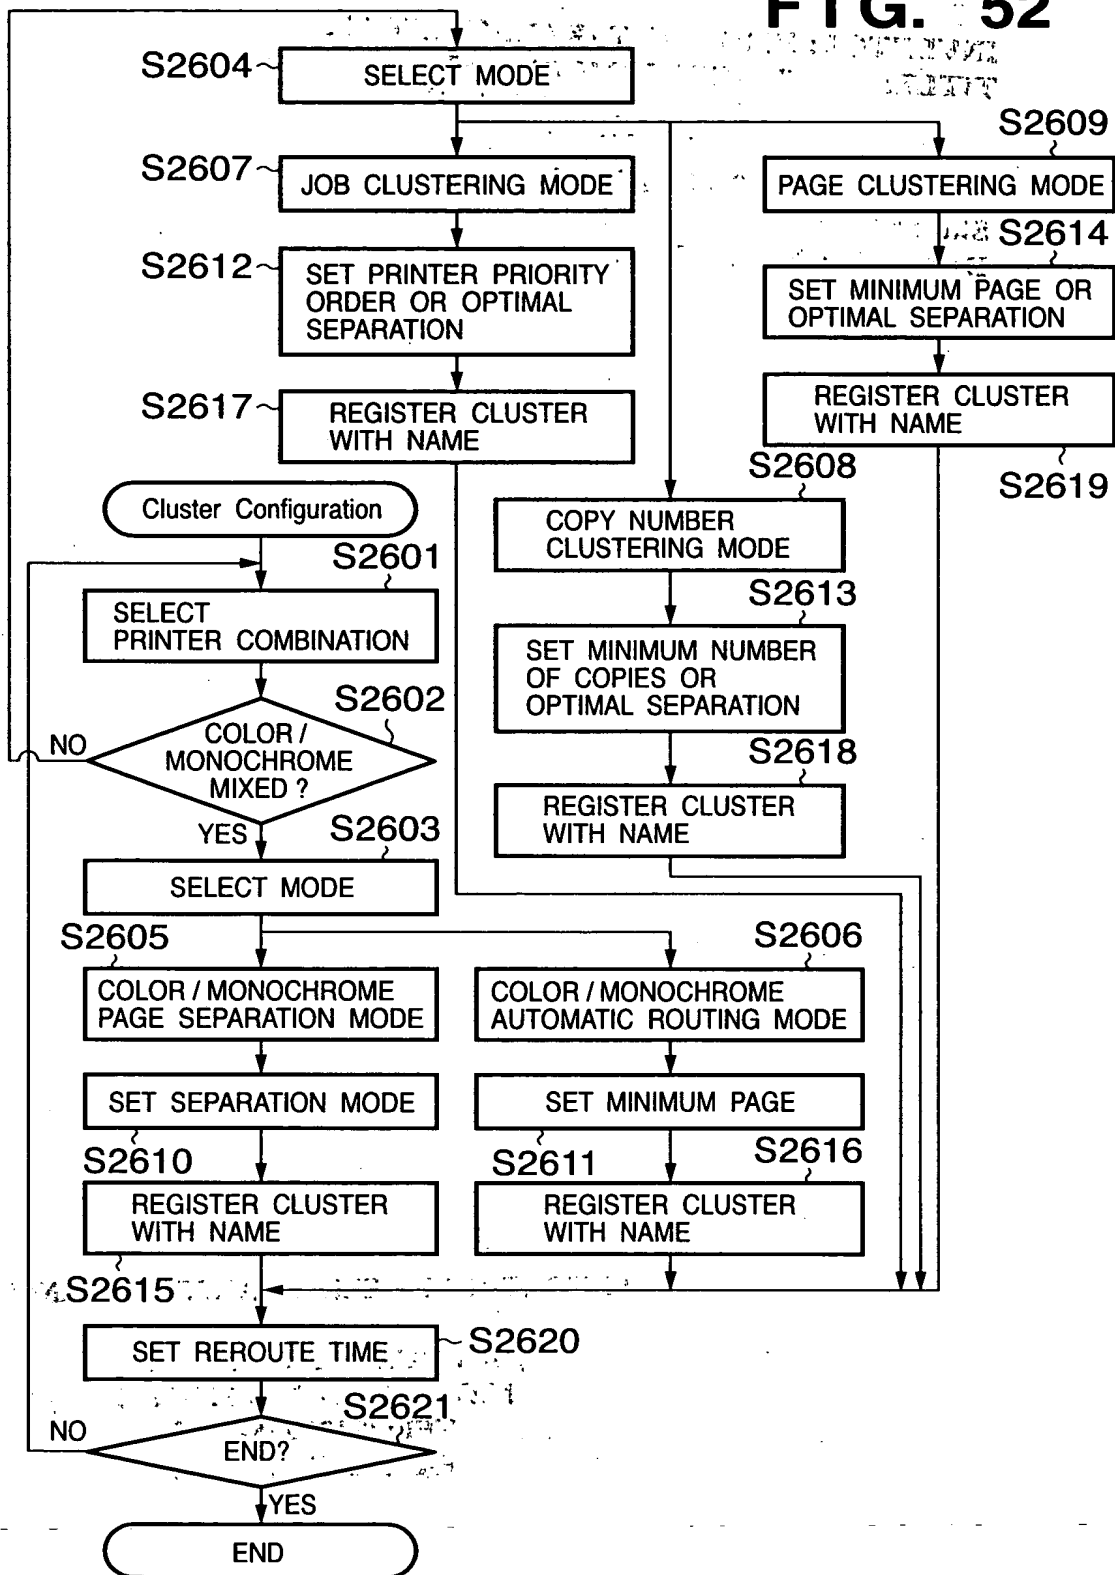 FIG. 52
S2604
SELECT MODE
S2609
S2607
JOB CLUSTERING MODE
PAGE CLUSTERING MODE
S2614
S2612
SET PRINTER PRIORITY
ORDER OR OPTIMAL
SEPARATION
SET MINIMUM PAGE OR
OPTIMAL SEPARATION
S2617
REGISTER CLUSTER
WITH NAME
REGISTER CLUSTER
WITH NAME
S2608
S2619
Cluster Configuration
COPY NUMBER
CLUSTERING MODE
S2601
SELECT
PRINTER COMBINATION
S2613
SET MINIMUM NUMBER
OF COPIES OR
OPTIMAL SEPARATION
S2602
COLOR /
MONOCHROME
MIXED ?
NO
YES
S2618
REGISTER CLUSTER
WITH NAME
S2603
SELECT MODE
S2605
S2606
COLOR / MONOCHROME
PAGE SEPARATION MODE
COLOR / MONOCHROME
AUTOMATIC ROUTING MODE
SET SEPARATION MODE
SET MINIMUM PAGE
S2610
S2611
S2616
REGISTER CLUSTER
WITH NAME
REGISTER CLUSTER
WITH NAME
S2615
SET REROUTE TIME
S2620
S2621
NO
END?
YES
END